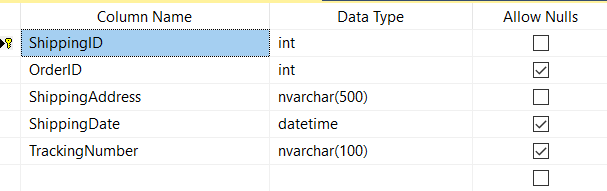 Column Name Data Type Allow Nulls
ShippingID int
OrderID int
ShippingAddress nvarchar(500)
ShippingDate datetime
TrackingNumber nvarchar(100)